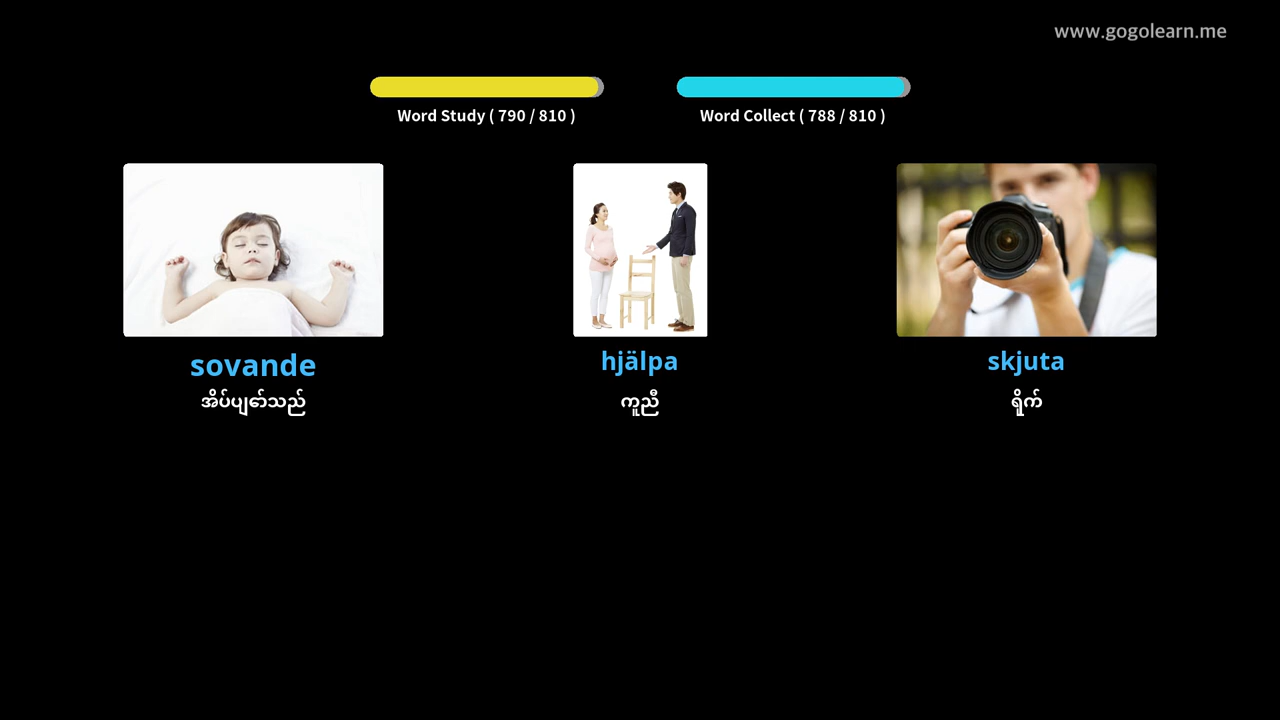 www.gogolearn.me
Word Study ( 790 / 810 )
Word Collect ( 788 / 810 )
sovande
hjälpa
skjuta
အိပ်ပျော်သည်
ကူညီ
ရိုက်